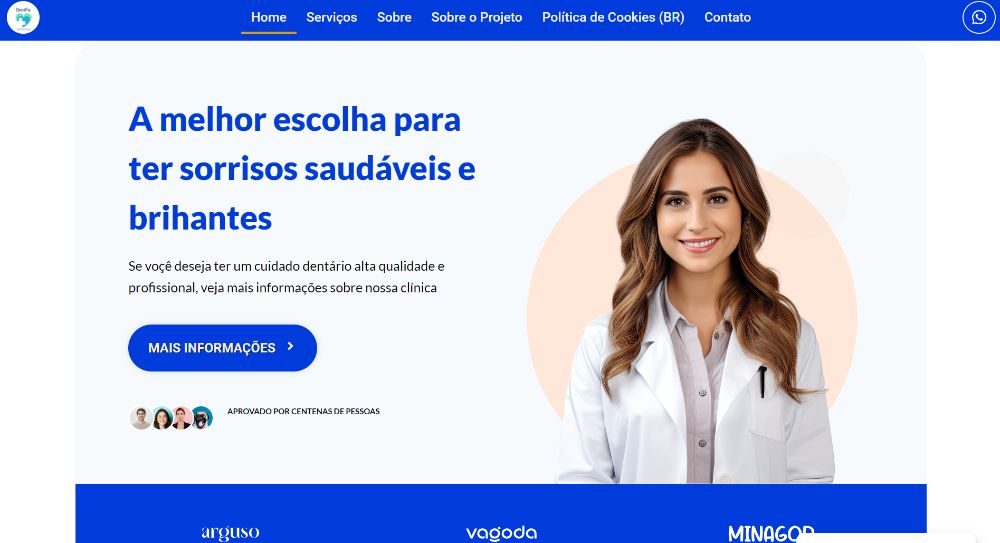 Home Serviços Sobre Sobre o Projeto Política de Cookies (BR) Contato
A melhor escolha para
ter sorrisos saudáveis e
brihantes
Se voçê deseja ter um cuidado dentário alta qualidade e
profissional, veja mais informações sobre nossa clínica
MAIS INFORMAÇÕES
APROVADO POR CENTENAS DE PESSOAS
arguso vagoda